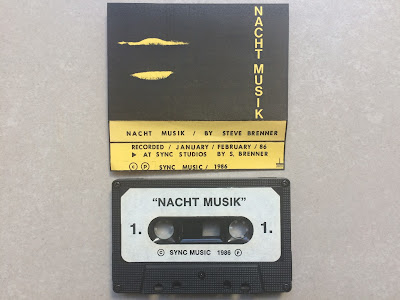 NACHT MUSIK
NACHT MUSIK / BY STEVE BRENNER
RECORDED / JANUARY / FEBRUARY / 86
▶ AT SYNC STUDIOS BY S. BRENNER
© ℗ SYNC MUSIC / 1986
"NACHT MUSIK"
1. 1.
© SYNC MUSIC 1986 ℗